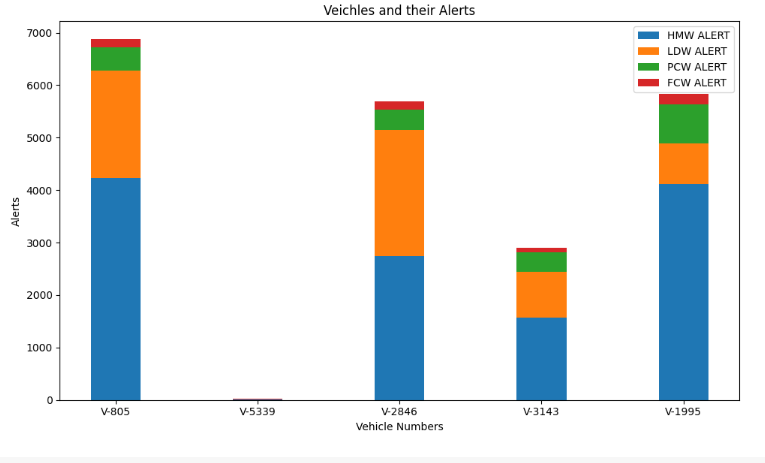 Veichles and their Alerts
HMW ALERT
LDW ALERT
PCW ALERT
FCW ALERT
Alerts
7000
6000
5000
4000
3000
2000
1000
0
V-805 V-5339 V-2846 V-3143 V-1995
Vehicle Numbers